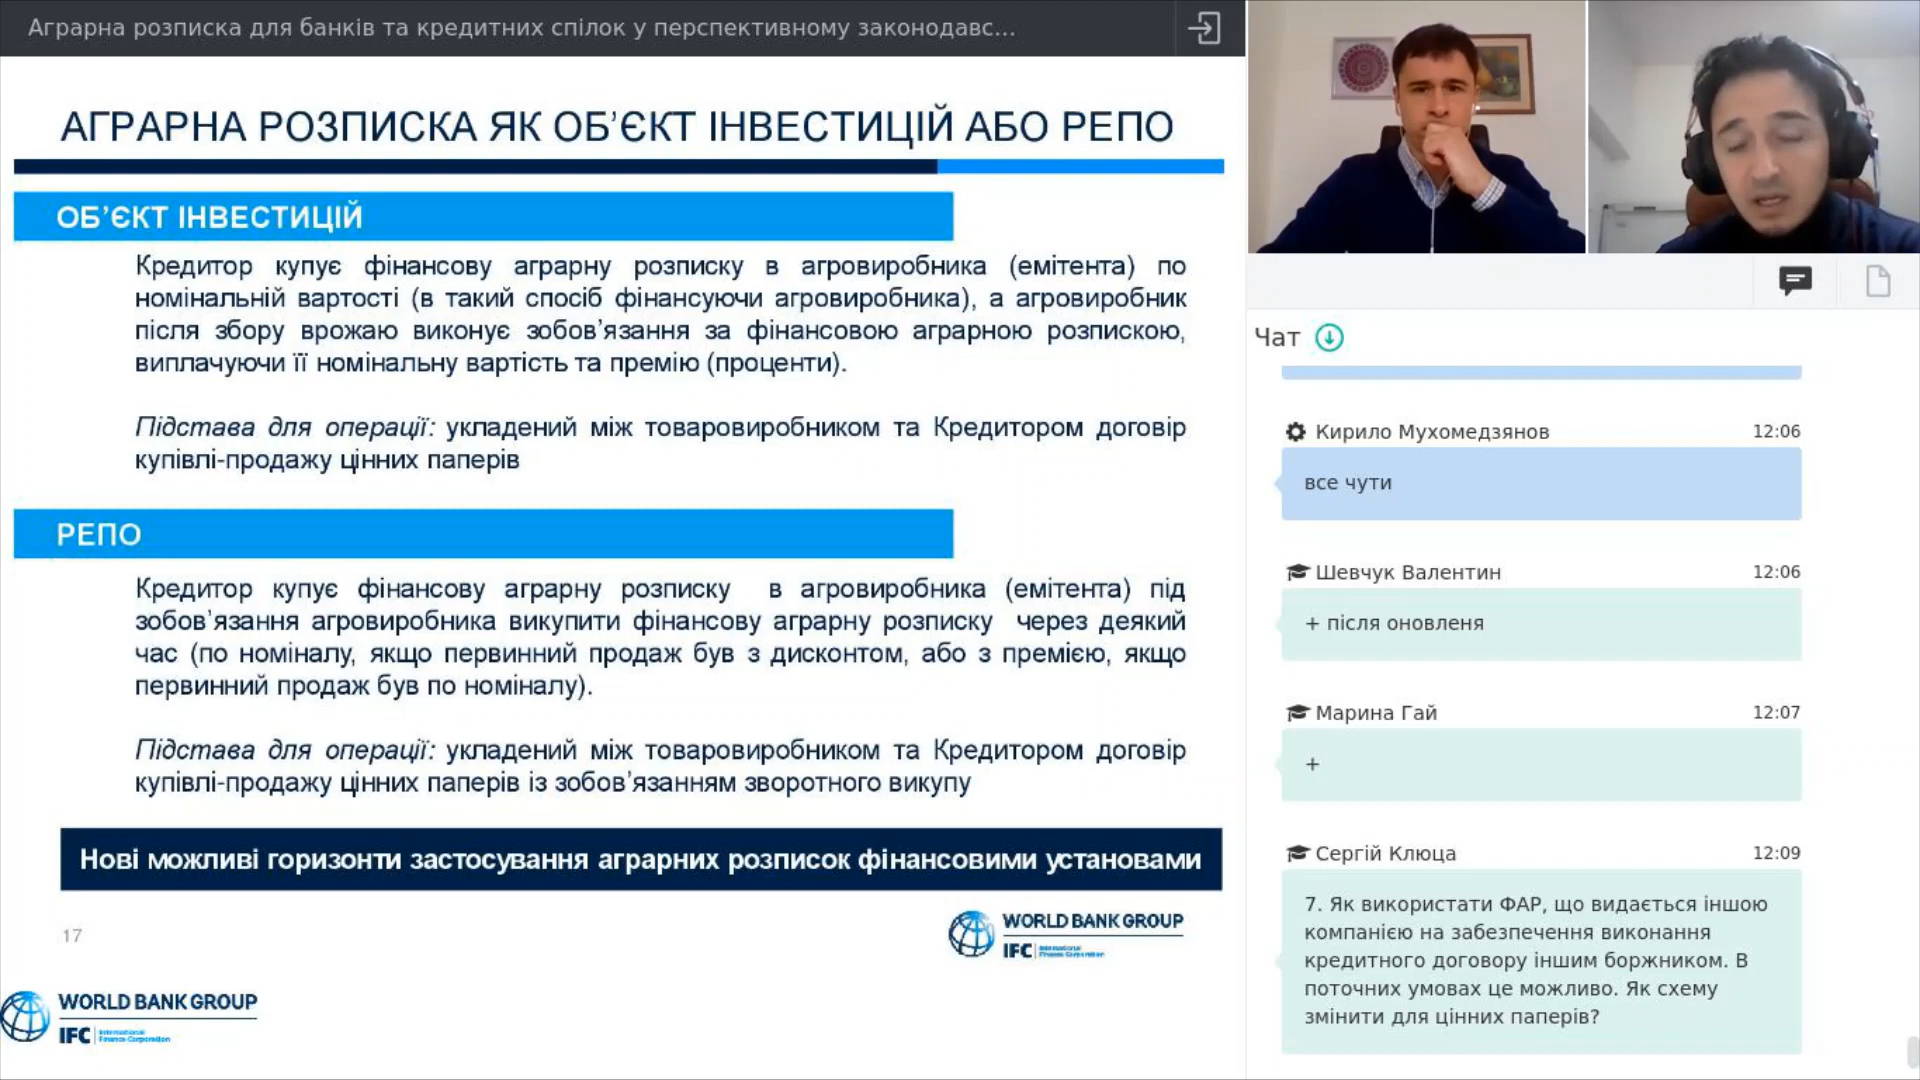 Аграрна розписка для банків та кредитних спілок у перспективному законодавс...
АГРАРНА РОЗПИСКА ЯК ОБ’ЄКТ ІНВЕСТИЦІЙ АБО РЕПО
ОБ’ЄКТ ІНВЕСТИЦІЙ
Кредитор купує фінансову аграрну розписку в агровиробника (емітента) по
номінальній вартості (в такий спосіб фінансуючи агровиробника), а агровиробник
після збору врожаю виконує зобов’язання за фінансовою аграрною розпискою,
виплачуючи її номінальну вартість та премію (проценти).
Підстава для операції: укладений між товаровиробником та Кредитором договір
купівлі-продажу цінних паперів
РЕПО
Кредитор купує фінансову аграрну розписку в агровиробника (емітента) під
зобов’язання агровиробника викупити фінансову аграрну розписку через деякий
час (по номіналу, якщо первинний продаж був з дисконтом, або з премією, якщо
первинний продаж був по номіналу).
Підстава для операції: укладений між товаровиробником та Кредитором договір
купівлі-продажу цінних паперів із зобов’язанням зворотного викупу
Нові можливі горизонти застосування аграрних розписок фінансовими установами
17
WORLD BANK GROUP
IFC International
Finance Corporation
WORLD BANK GROUP
IFC International
Finance Corporation
Чат
Кирило Мухомедзянов 12:06
все чути
Шевчук Валентин 12:06
+ після оновленя
Марина Гай 12:07
+
Сергій Клюца 12:09
7. Як використати ФАР, що видається іншою
компанією на забезпечення виконання
кредитного договору іншим боржником. В
поточних умовах це можливо. Як схему
змінити для цінних паперів?